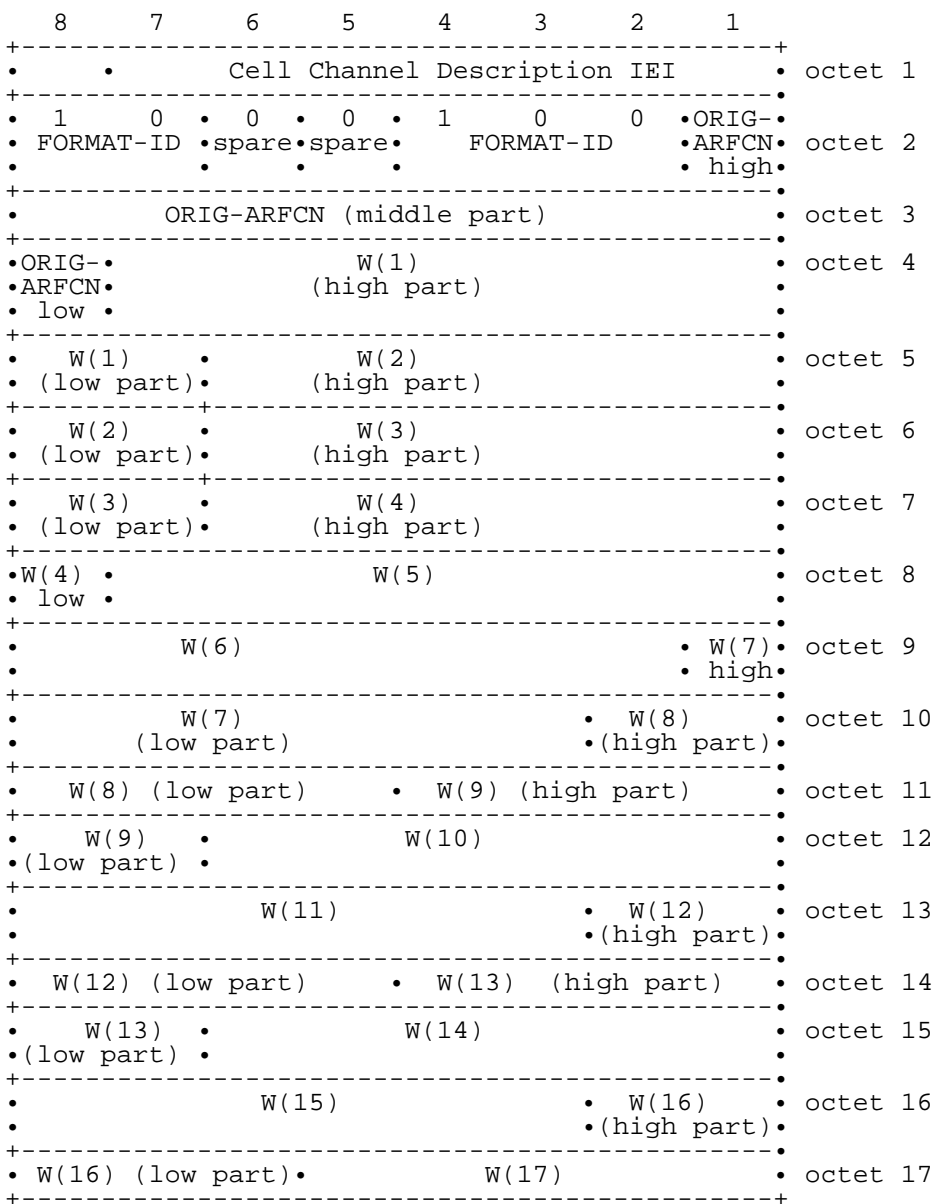 8 7 6 5 4 3 2 1
+-----------------------------------------------+
• • Cell Channel Description IEI • octet 1
+-----------------------------------------------•
• 1 0 • 0 • 0 • 1 0 0 •ORIG-•
• FORMAT-ID •spare•spare• FORMAT-ID •ARFCN• octet 2
• • • • • high•
+-----------------------------------------------•
• ORIG-ARFCN (middle part) • octet 3
+-----------------------------------------------•
•ORIG-• W(1) • octet 4
•ARFCN• (high part) •
• low • •
+-----------------------------------------------•
• W(1) • W(2) • octet 5
• (low part)• (high part) •
+-----------+-----------------------------------•
• W(2) • W(3) • octet 6
• (low part)• (high part) •
+-----------+-----------------------------------•
• W(3) • W(4) • octet 7
• (low part)• (high part) •
+-----------------------------------------------•
•W(4) • W(5) • octet 8
• low • •
+-----------------------------------------------•
• W(6) • W(7)• octet 9
• • high•
+-----------------------------------------------•
• W(7) • W(8) • octet 10
• (low part) •(high part)•
+-----------------------------------------------•
• W(8) (low part) • W(9) (high part) • octet 11
+-----------------------------------------------•
• W(9) • W(10) • octet 12
•(low part) • •
+-----------------------------------------------•
• W(11) • W(12) • octet 13
• •(high part)•
+-----------------------------------------------•
• W(12) (low part) • W(13) (high part) • octet 14
+-----------------------------------------------•
• W(13) • W(14) • octet 15
•(low part) • •
+-----------------------------------------------•
• W(15) • W(16) • octet 16
• •(high part)•
+-----------------------------------------------•
• W(16) (low part)• W(17) • octet 17
+-----------------------------------------------+